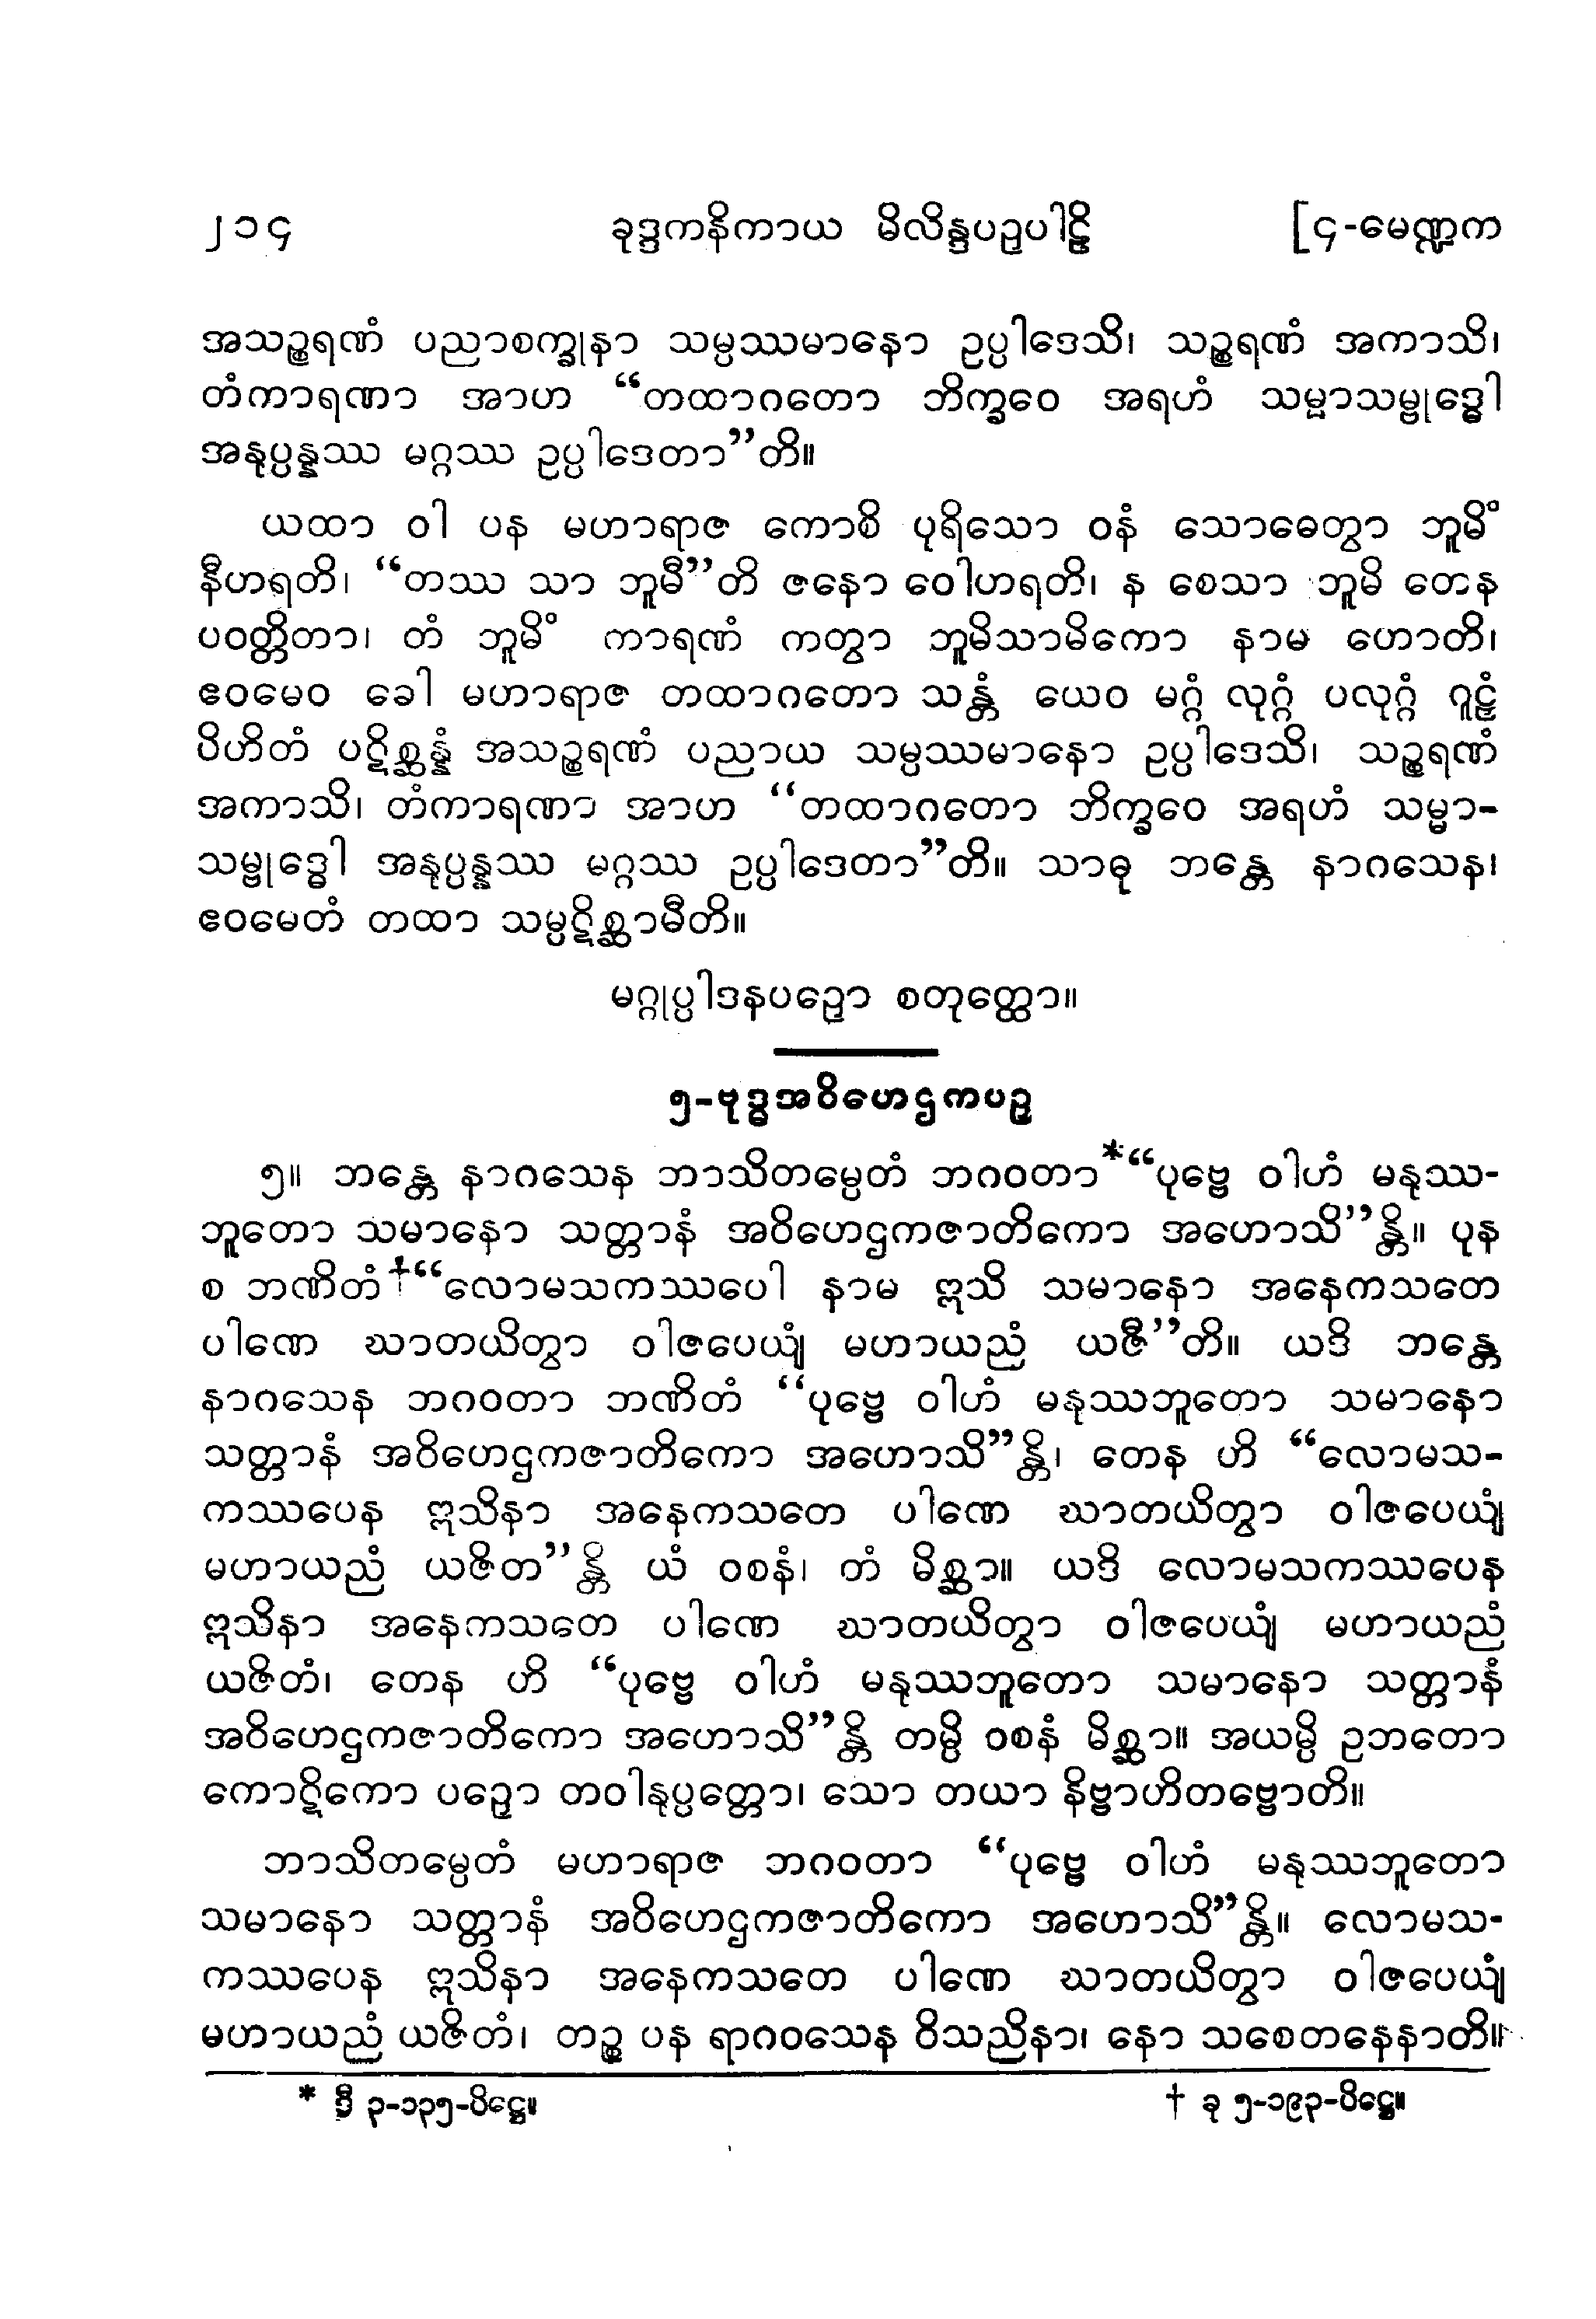 ၂၁၄ ခုဒ္ဒကနိကာယ မိလိန္ဒပဉှပါဠိ [၄-မေဏ္ဍက
အသဉ္စရဏံ ပညာစက္ခုနာ သမ္ပဿမာနော ဥပ္ပါဒေသိ၊ သဉ္စရဏံ အကာသိ၊
တံကာရဏာ အာဟ “တထာဂတော ဘိက္ခဝေ အရဟံ သမ္မာသမ္ဗုဒ္ဓေါ
အနုပ္ပန္နဿ မဂ္ဂဿ ဥပ္ပါဒေတာ”တိ။
ယထာ ဝါ ပန မဟာရာဇ ကောစိ ပုရိသော ဝနံ သောဓေတွာ ဘူမိံ
နီဟရတိ၊ “တဿ သာ ဘူမီ”တိ ဇနော ဝေါဟရတိ၊ န စေသာ ဘူမိ တေန
ပဝတ္တိတာ၊ တံ ဘူမိံ ကာရဏံ ကတွာ ဘူမိသာမိကော နာမ ဟောတိ၊
ဧဝမေဝ ခေါ မဟာရာဇ တထာဂတော သန္တံ ယေဝ မဂ္ဂံ လုဂ္ဂံ ပလုဂ္ဂံ ဂူဠှံ
ပိဟိတံ ပဋိစ္ဆန္နံ အသဉ္စရဏံ ပညာယ သမ္ပဿမာနော ဥပ္ပါဒေသိ၊ သဉ္စရဏံ
အကာသိ၊ တံကာရဏာ အာဟ “တထာဂတော ဘိက္ခဝေ အရဟံ သမ္မာ-
သမ္ဗုဒ္ဓေါ အနုပ္ပန္နဿ မဂ္ဂဿ ဥပ္ပါဒေတာ”တိ။ သာဓု ဘန္တေ နာဂသေန၊
ဧဝမေတံ တထာ သမ္ပဋိစ္ဆာမီတိ။
မဂ္ဂုပ္ပါဒနပဉှော စတုတ္ထော။
၅-ဗုဒ္ဓအဝိဟေဌကပဉှ
၅။ ဘန္တေ နာဂသေန ဘာသိတမ္ပေတံ ဘဂဝတာ*“ပုဗ္ဗေ ဝါဟံ မနုဿ-
ဘူတော သမာနော သတ္တာနံ အဝိဟေဌကဇာတိကော အဟောသိ”န္တိ။ ပုန
စ ဘဏိတံ†“လောမသကဿပေါ နာမ ဣသိ သမာနော အနေကသတေ
ပါဏေ ဃာတယိတွာ ဝါဇပေယျံ မဟာယညံ ယဇီ”တိ။ ယဒိ ဘန္တေ
နာဂသေန ဘဂဝတာ ဘဏိတံ “ပုဗ္ဗေ ဝါဟံ မနုဿဘူတော သမာနော
သတ္တာနံ အဝိဟေဌကဇာတိကော အဟောသိ”န္တိ၊ တေန ဟိ “လောမသ-
ကဿပေန ဣသိနာ အနေကသတေ ပါဏေ ဃာတယိတွာ ဝါဇပေယျံ
မဟာယညံ ယဇိတ”န္တိ ယံ ဝစနံ၊ တံ မိစ္ဆာ။ ယဒိ လောမသကဿပေန
ဣသိနာ အနေကသတေ ပါဏေ ဃာတယိတွာ ဝါဇပေယျံ မဟာယညံ
ယဇိတံ၊ တေန ဟိ “ပုဗ္ဗေ ဝါဟံ မနုဿဘူတော သမာနော သတ္တာနံ
အဝိဟေဌကဇာတိကော အဟောသိ”န္တိ တမ္ပိ ဝစနံ မိစ္ဆာ။ အယမ္ပိ ဥဘတော
ကောဋိကော ပဉှော တဝါနုပ္ပတ္တော၊ သော တယာ နိဗ္ဗာဟိတဗ္ဗောတိ။
ဘာသိတမ္ပေတံ မဟာရာဇ ဘဂဝတာ “ပုဗ္ဗေ ဝါဟံ မနုဿဘူတော
သမာနော သတ္တာနံ အဝိဟေဌကဇာတိကော အဟောသိ”န္တိ။ လောမသ-
ကဿပေန ဣသိနာ အနေကသတေ ပါဏေ ဃာတယိတွာ ဝါဇပေယျံ
မဟာယညံ ယဇိတံ၊ တဉ္စ ပန ရာဂဝသေန ဝိသညိနာ၊ နော သစေတနေနာတိ။
* ဒီ ၃-၁၃၅-ပိဋ္ဌေ။ † ခု ၅-၁၉၃-ပိဋ္ဌေ။